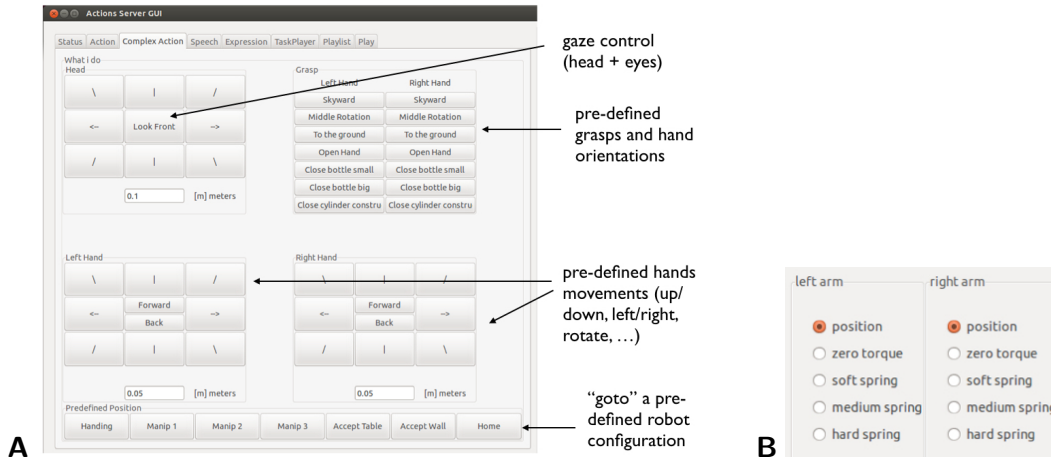 Actions Server GUI
Status Action Complex Action Speech Expression TaskPlayer Playlist Play
What i do
Head
\ | /
<-- Look Front -->
/ | \
0.1 [m] meters
Grasp
Left Hand Right Hand
Skyward Skyward
Middle Rotation Middle Rotation
To the ground To the ground
Open Hand Open Hand
Close bottle small Close bottle small
Close bottle big Close bottle big
Close cylinder constru Close cylinder constru
Left Hand
\ | /
<-- Forward -->
Back
/ | \
0.05 [m] meters
Right Hand
\ | /
<-- Forward -->
Back
/ | \
0.05 [m] meters
Predefined Position
Handing Manip 1 Manip 2 Manip 3 Accept Table Accept Wall Home
gaze control
(head + eyes)
pre-defined
grasps and hand
orientations
pre-defined hands
movements (up/
down, left/right,
rotate, …)
“goto” a pre-
defined robot
configuration
A
left arm
position
zero torque
soft spring
medium spring
hard spring
right arm
position
zero torque
soft spring
medium spring
hard spring
B